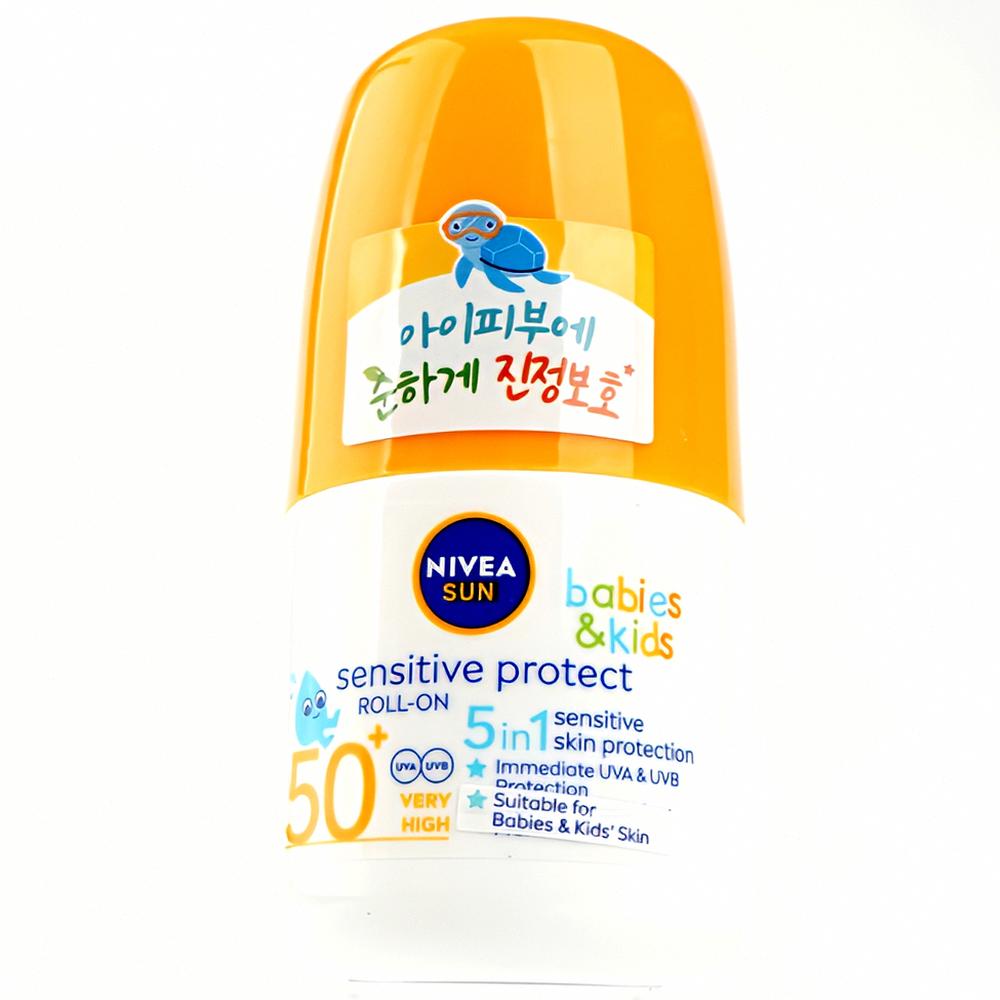 아이피부에
순하게 진정보호*
NIVEA
SUN
babies
&kids
sensitive protect
ROLL-ON
5in1 sensitive
skin protection
50+
UVA UVB
VERY
HIGH
Immediate UVA & UVB
Protection
Suitable for
Babies & Kids' Skin